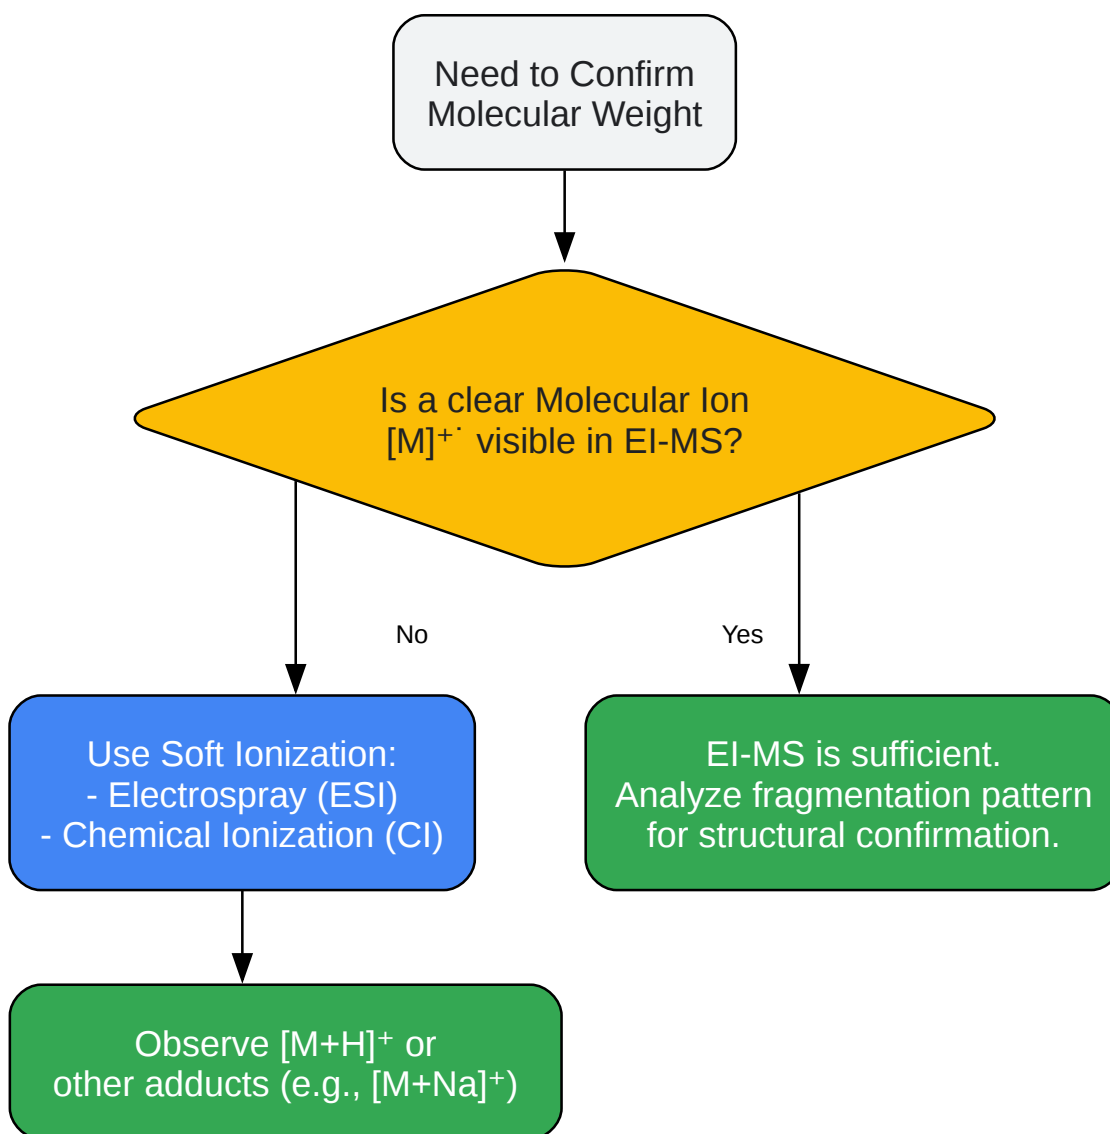 Need to Confirm
Molecular Weight
Is a clear Molecular Ion
[M]⁺˙ visible in EI-MS?
No
Yes
Use Soft Ionization:
- Electrospray (ESI)
- Chemical Ionization (CI)
EI-MS is sufficient.
Analyze fragmentation pattern
for structural confirmation.
Observe [M+H]⁺ or
other adducts (e.g., [M+Na]⁺)